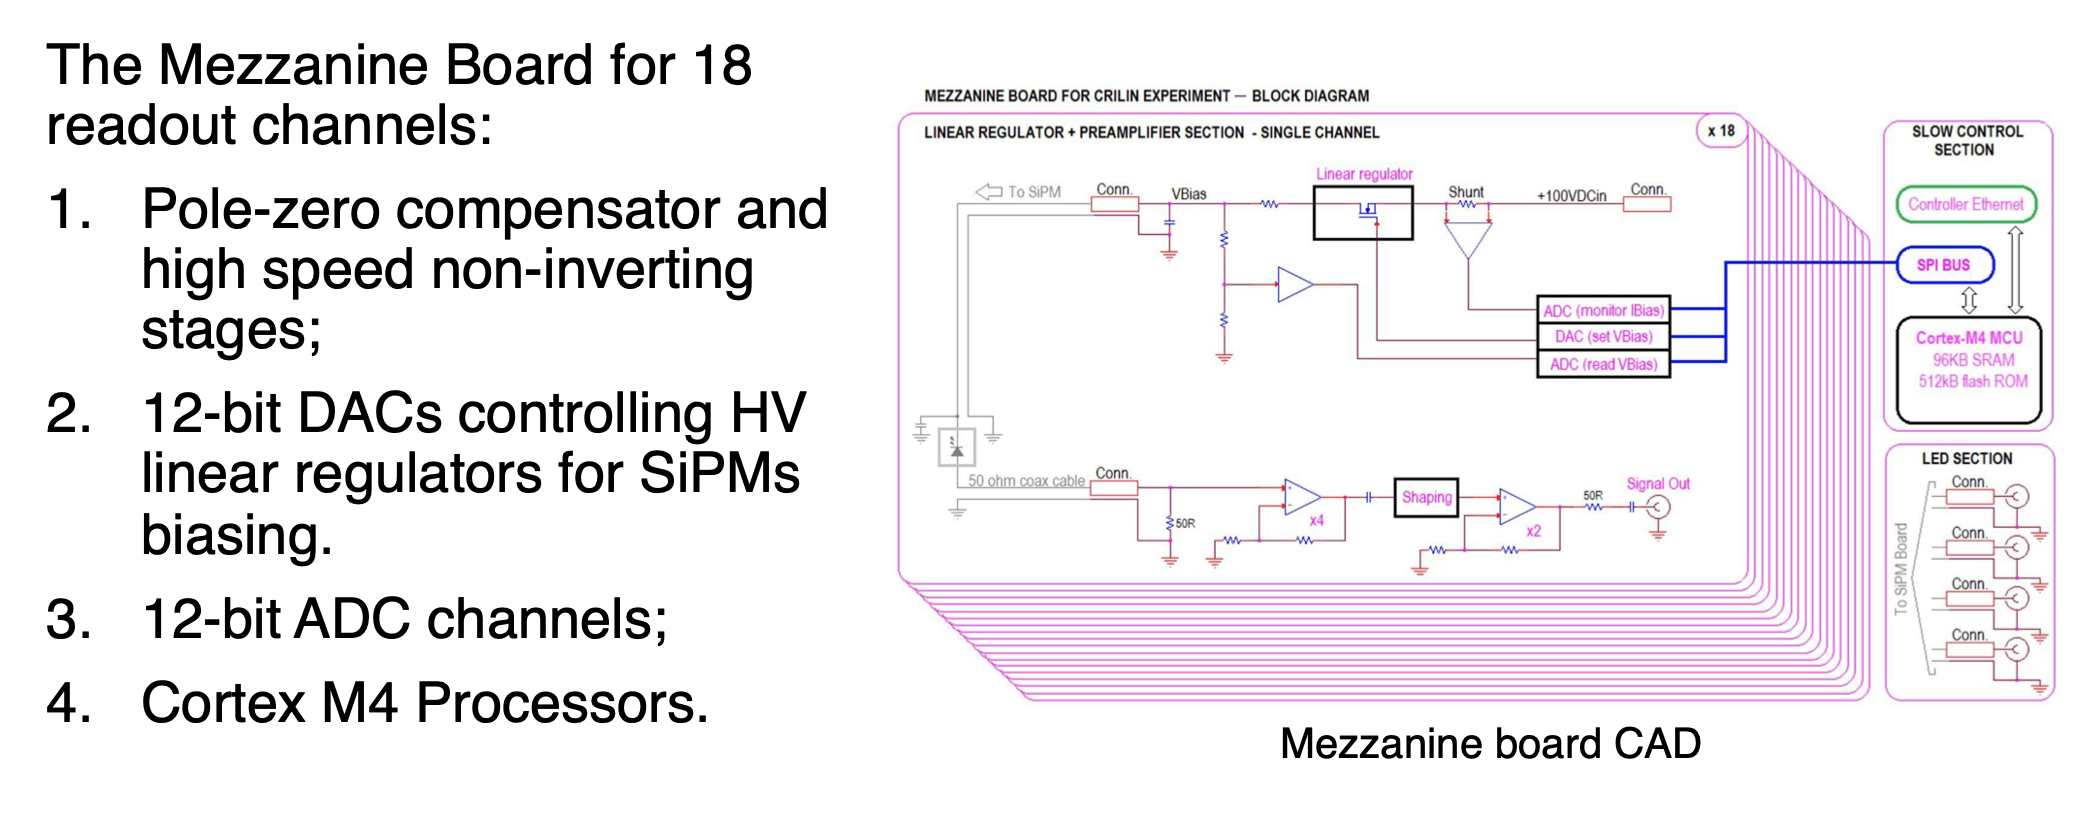 The Mezzanine Board for 18
readout channels:
1. Pole-zero compensator and
high speed non-inverting
stages;
2. 12-bit DACs controlling HV
linear regulators for SiPMs
biasing.
3. 12-bit ADC channels;
4. Cortex M4 Processors.
MEZZANINE BOARD FOR CRILIN EXPERIMENT — BLOCK DIAGRAM
LINEAR REGULATOR + PREAMPLIFIER SECTION - SINGLE CHANNEL
x 18
To SiPM
Conn.
VBias
Linear regulator
Shunt
+100VDCin
Conn.
ADC (monitor IBias)
DAC (set VBias)
ADC (read VBias)
50 ohm coax cable
Conn.
50R
x4
Shaping
x2
50R
Signal Out
SLOW CONTROL
SECTION
Controller Ethernet
SPI BUS
Cortex-M4 MCU
96KB SRAM
512kB flash ROM
LED SECTION
To SiPM Board
Conn.
Conn.
Conn.
Conn.
Mezzanine board CAD